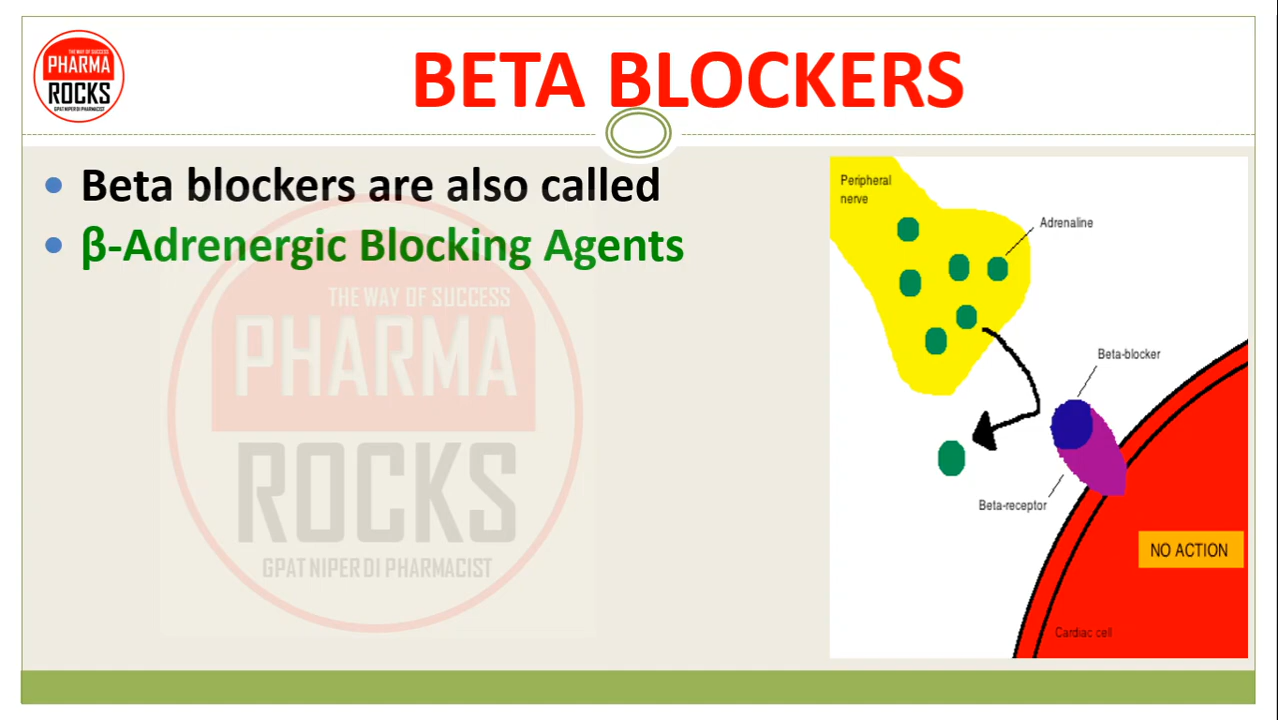 THE WAY OF SUCCESS
PHARMA
ROCKS
GPAT NIPER DI PHARMACIST
BETA BLOCKERS
Beta blockers are also called
β-Adrenergic Blocking Agents
THE WAY OF SUCCESS
PHARMA
ROCKS
GPAT NIPER DI PHARMACIST
Peripheral
nerve
Adrenaline
Beta-blocker
Beta-receptor
NO ACTION
Cardiac cell